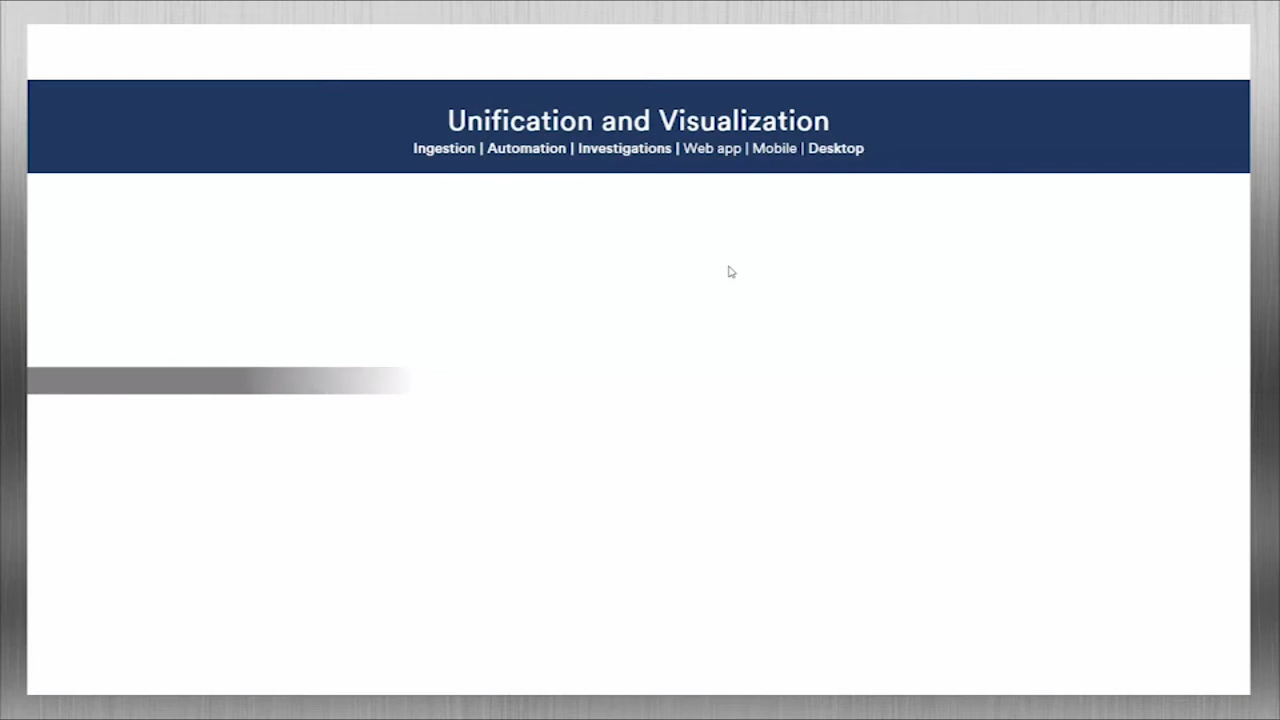 Unification and Visualization
Ingestion | Automation | Investigations | Web app | Mobile | Desktop